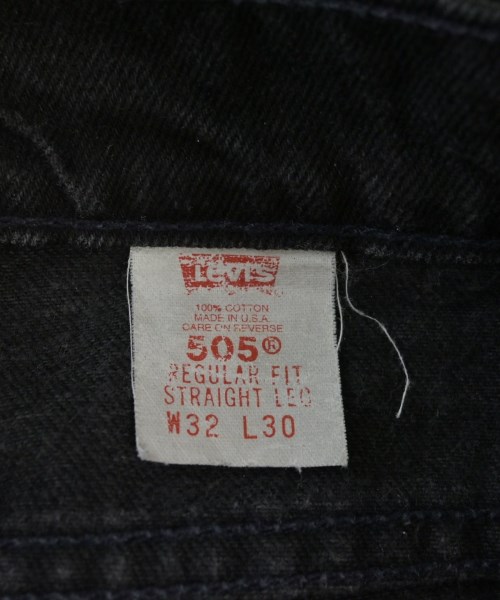 Levi's
100% COTTON
MADE IN U.S.A.
CARE ON REVERSE
505®
REGULAR FIT
STRAIGHT LEG
W32 L30